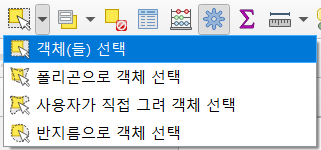 객체(들) 선택
폴리곤으로 객체 선택
사용자가 직접 그려 객체 선택
반지름으로 객체 선택